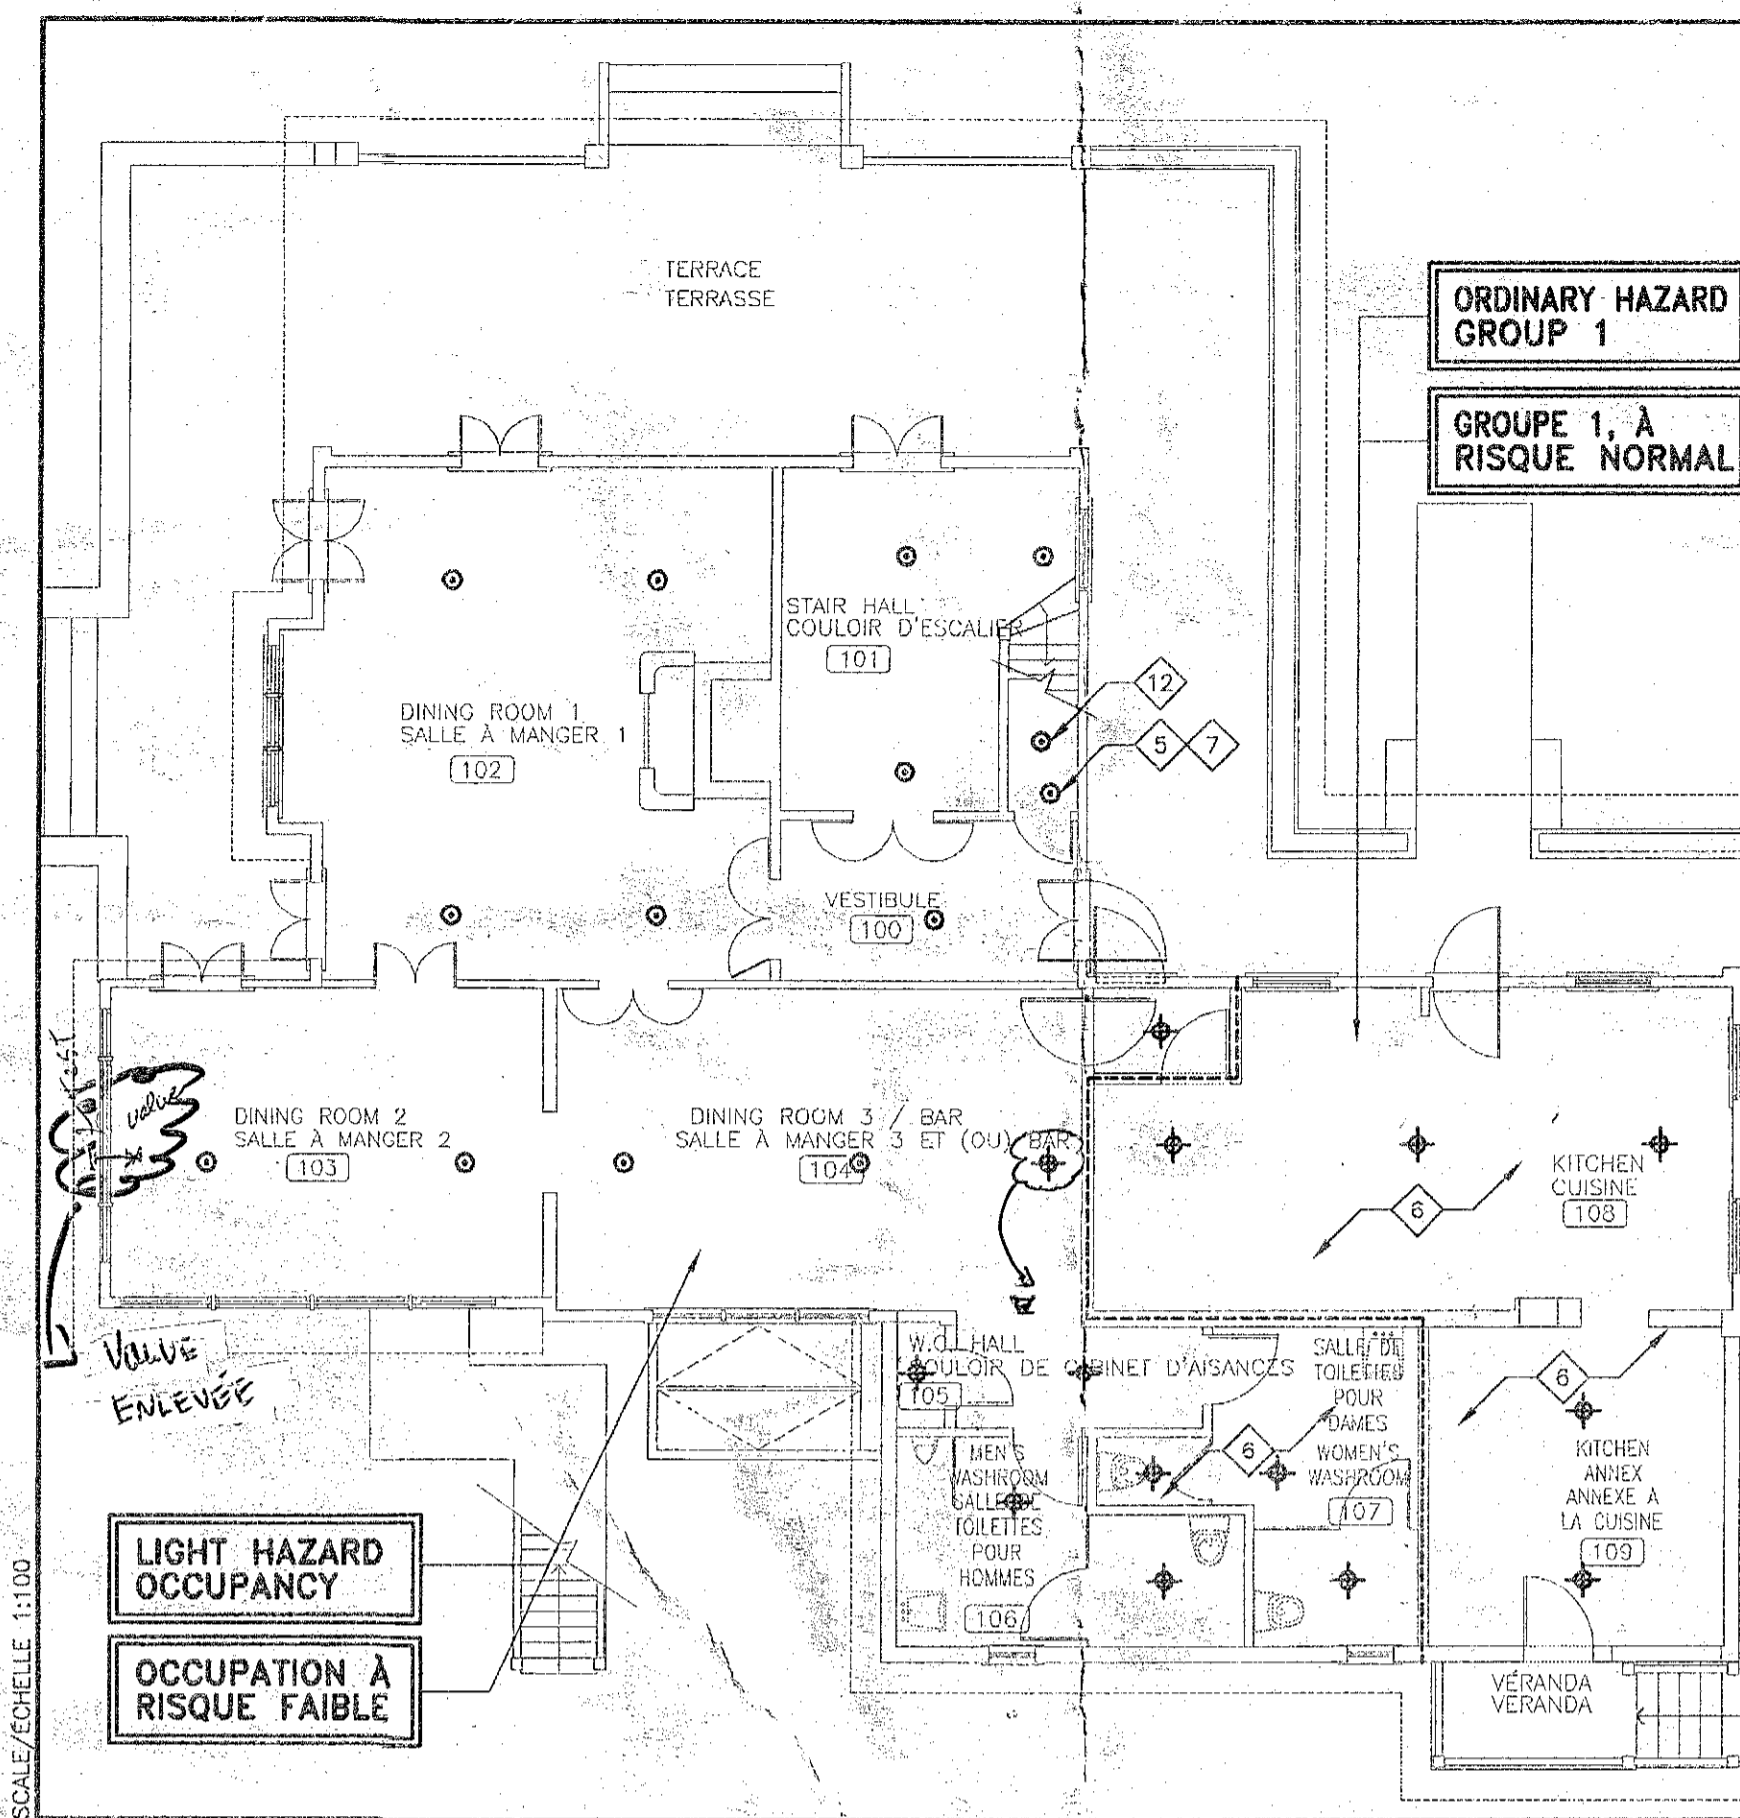 TERRACE
TERRASSE
ORDINARY HAZARD
GROUP 1
GROUPE 1, À
RISQUE NORMAL
STAIR HALL
COULOIR D'ESCALIER
101
12
5 7
DINING ROOM 1
SALLE À MANGER 1
102
VESTIBULE
100
TEST
valve
DINING ROOM 2
SALLE À MANGER 2
103
DINING ROOM 3 / BAR
SALLE À MANGER 3 ET (OU) BAR
104
KITCHEN
CUISINE
108
6
VALVE
ENLEVÉE
W.C. HALL
COULOIR DE CABINET D'AISANCES
105
SALLE DE
TOILETTES
POUR
DAMES
WOMEN'S
WASHROOM
107
6
MEN'S
WASHROOM
SALLE DE
TOILETTES
POUR
HOMMES
106
6
KITCHEN
ANNEX
ANNEXE A
LA CUISINE
109
LIGHT HAZARD
OCCUPANCY
OCCUPATION À
RISQUE FAIBLE
VÉRANDA
VÉRANDA
SCALE/ÉCHELLE 1:100